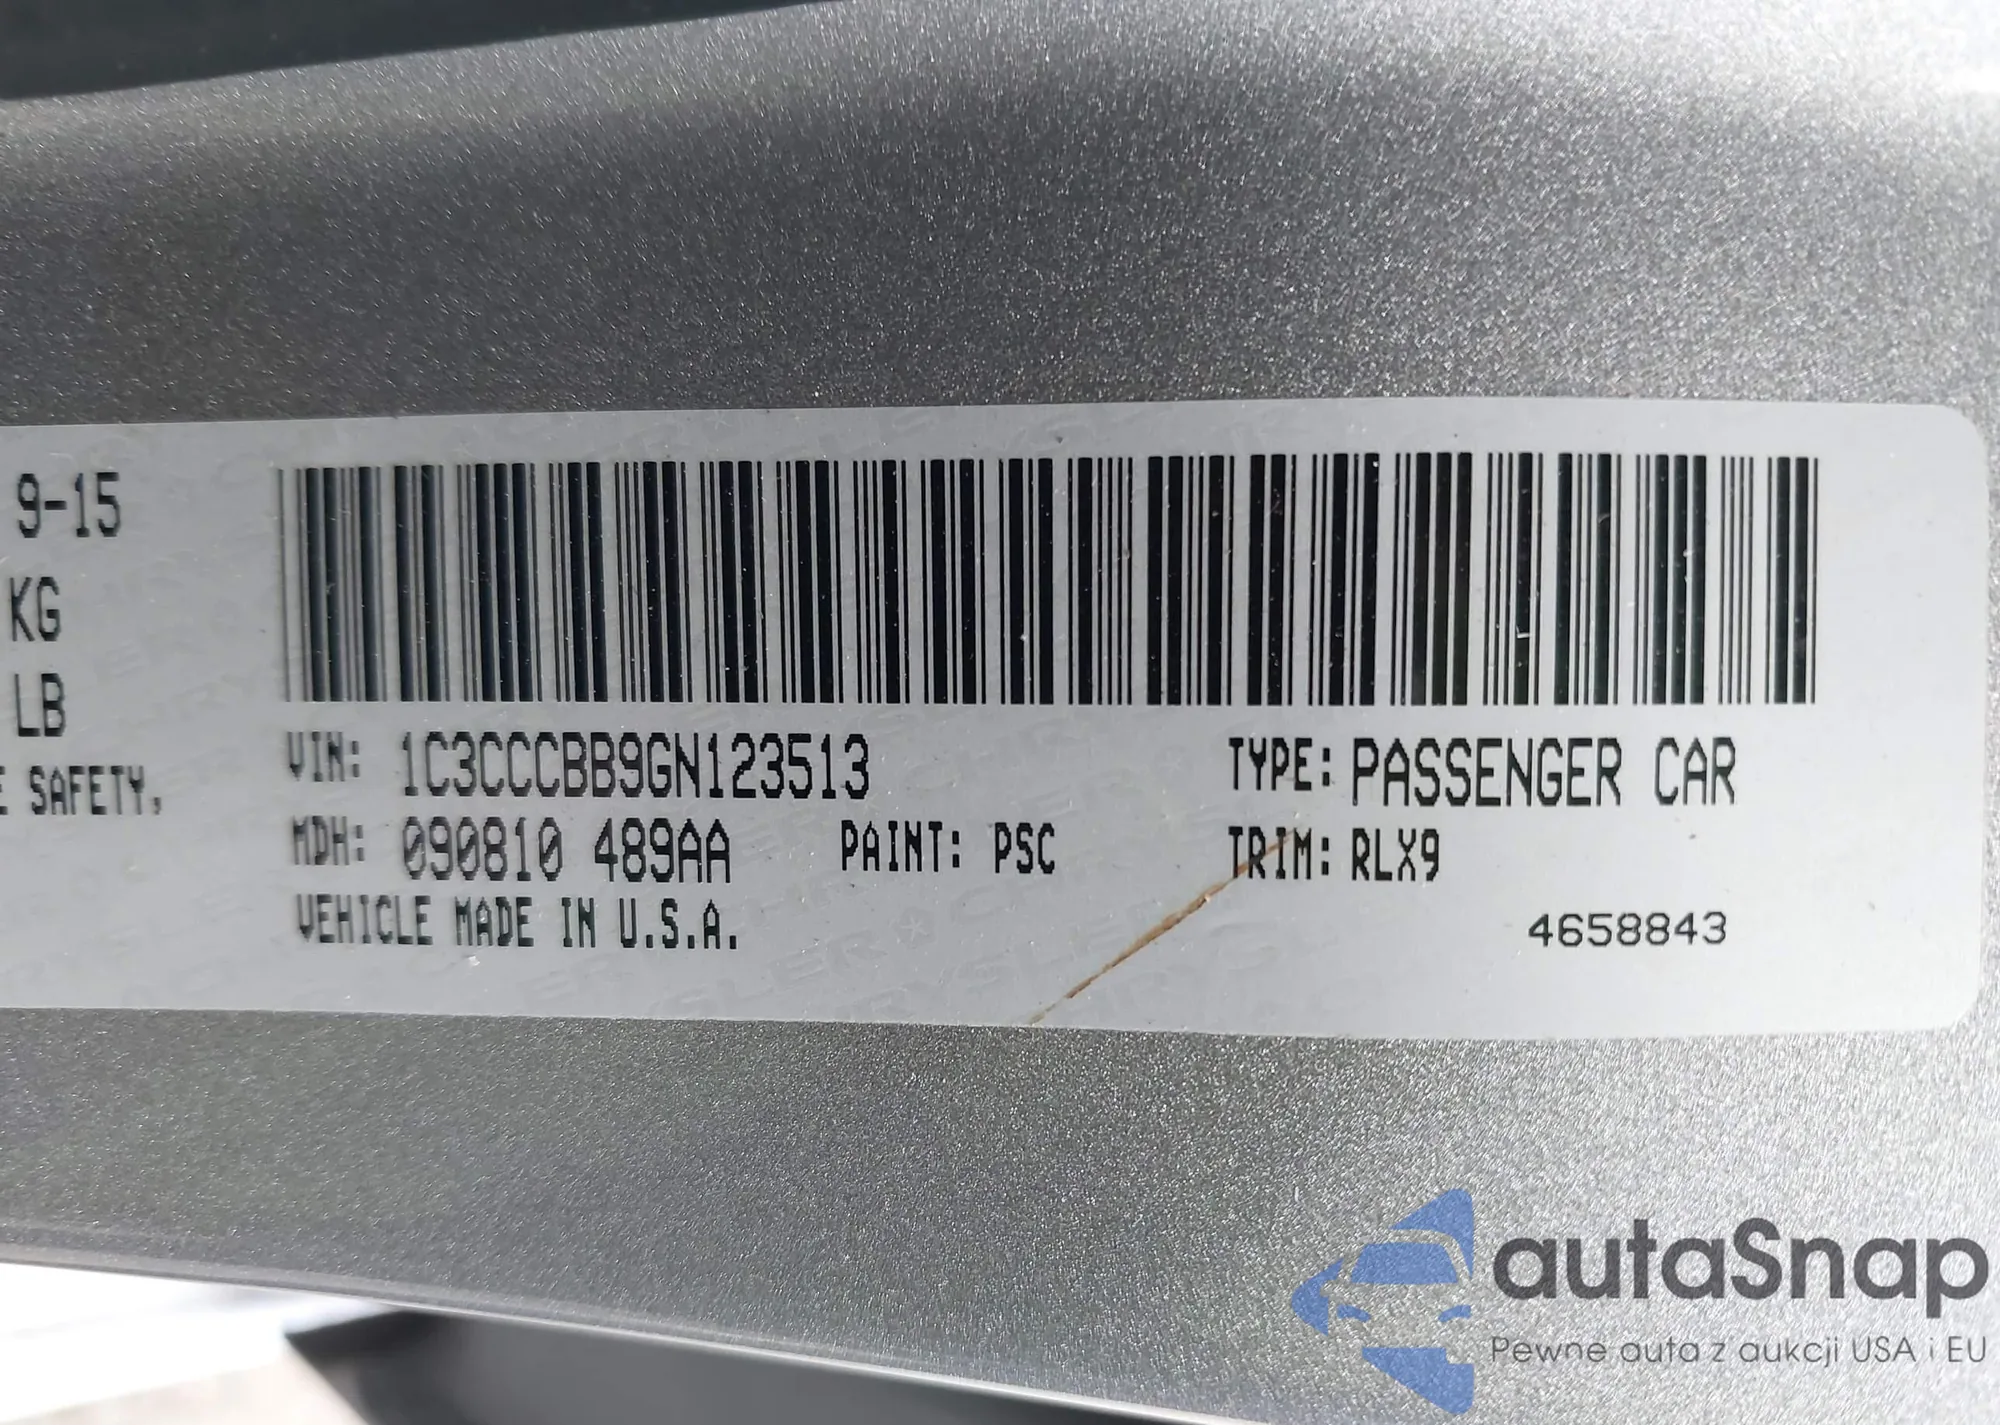 9-15
KG
LB
E SAFETY,
VIN: 1C3CCCBB9GN123513
TYPE: PASSENGER CAR
MDH: 090810 489AA
PAINT: PSC
TRIM: RLX9
VEHICLE MADE IN U.S.A.
4658843
autaSnap
Pewne auta z aukcji USA i EU